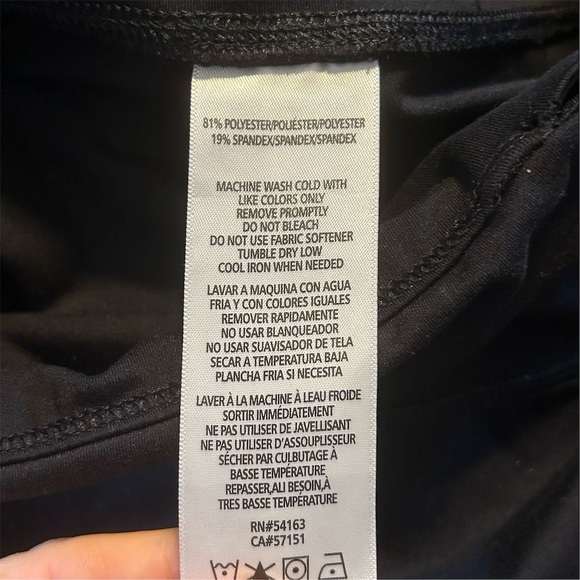 81% POLYESTER/POLIÉSTER/POLYESTER
19% SPANDEX/SPANDEX/SPANDEX
MACHINE WASH COLD WITH
LIKE COLORS ONLY
REMOVE PROMPTLY
DO NOT BLEACH
DO NOT USE FABRIC SOFTENER
TUMBLE DRY LOW
COOL IRON WHEN NEEDED
LAVAR A MAQUINA CON AGUA
FRIA Y CON COLORES IGUALES
REMOVER RAPIDAMENTE
NO USAR BLANQUEADOR
NO USAR SUAVISADOR DE TELA
SECAR A TEMPERATURA BAJA
PLANCHA FRIA SI NECESITA
LAVER À LA MACHINE À LEAU FROIDE
SORTIR IMMÉDIATEMENT
NE PAS UTILISER DE JAVELLISANT
NE PAS UTILISER D'ASSOUPLISSEUR
SÉCHER PAR CULBUTAGE À
BASSE TEMPÉRATURE
REPASSER,ALI BESOIN,À
TRES BASSE TEMPÉRATURE
RN#54163
CA#57151